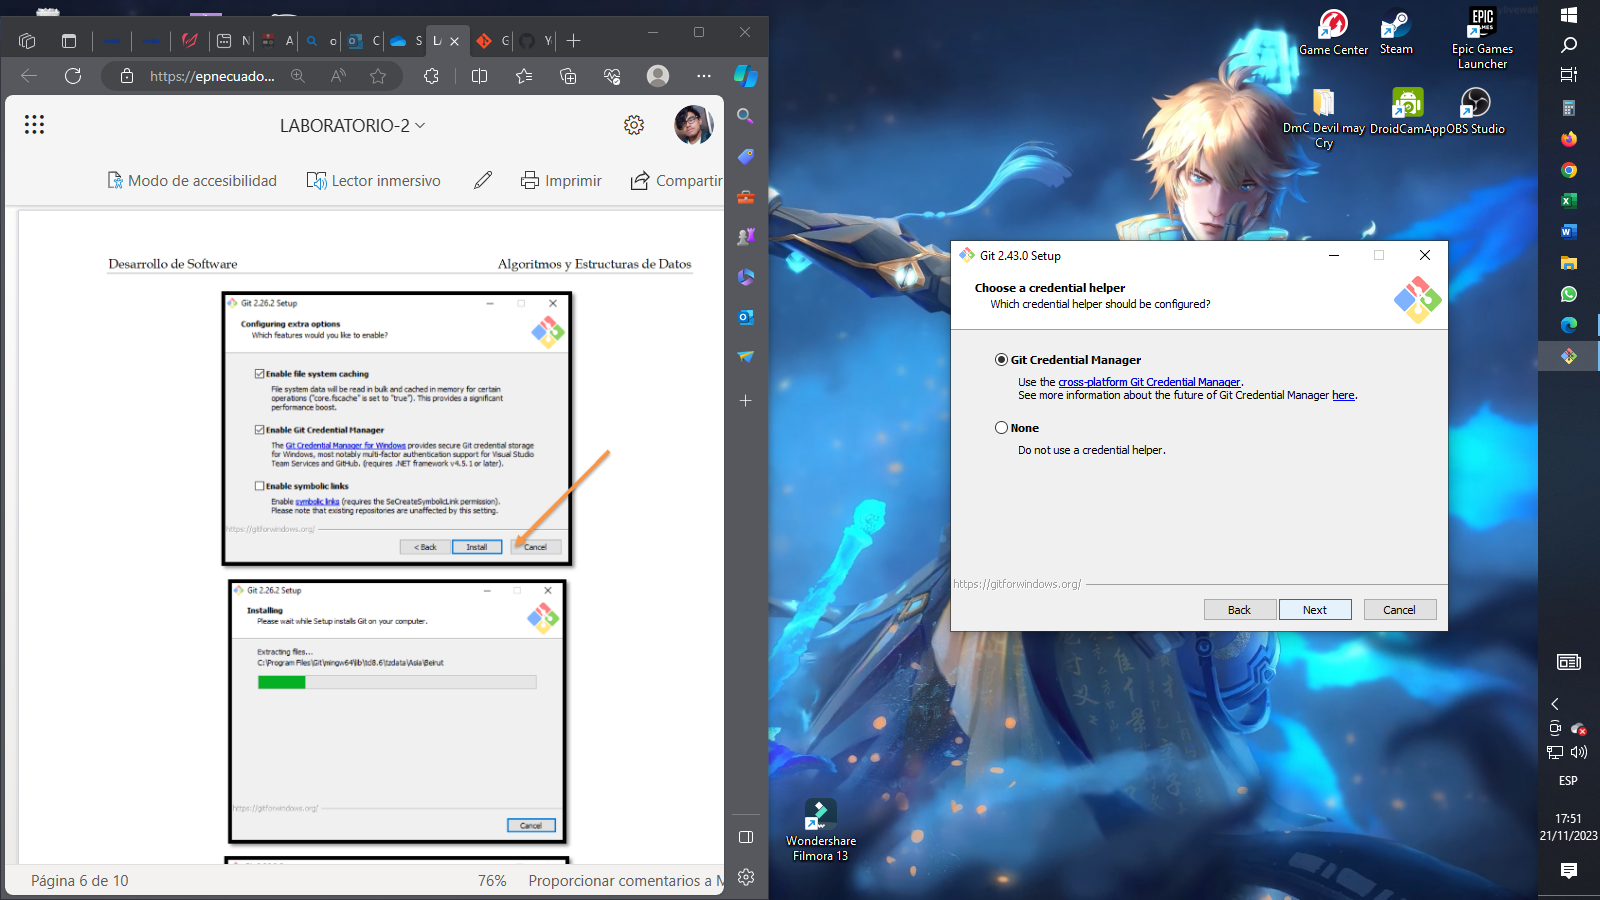 https://epnecuado...
LABORATORIO-2
Modo de accesibilidad
Lector inmersivo
Imprimir
Compartir
Desarrollo de Software
Algoritmos y Estructuras de Datos
Git 2.26.2 Setup
Configuring extra options
Which features would you like to enable?
Enable file system caching
File system data will be read in bulk and cached in memory for certain
operations ("core.fscache" is set to "true"). This provides a significant
performance boost.
Enable Git Credential Manager
The Git Credential Manager for Windows provides secure Git credential storage
for Windows, most notably multi-factor authentication support for Visual Studio
Team Services and GitHub. (requires .NET framework v4.5.1 or later).
Enable symbolic links
Enable symbolic links (requires the SeCreateSymbolicLink permission).
Please note that existing repositories are unaffected by this setting.
https://gitforwindows.org/
< Back
Install
Cancel
Git 2.26.2 Setup
Installing
Please wait while Setup installs Git on your computer.
Extracting files...
C:\Program Files\Git\mingw64\lib\td8.6\tzdata\Asia\Beirut
https://gitforwindows.org/
Cancel
Página 6 de 10
76%
Proporcionar comentarios a M
Game Center
Steam
EPIC
GAMES
Epic Games
Launcher
DmC Devil may
Cry
DroidCamApp
OBS Studio
Git 2.43.0 Setup
Choose a credential helper
Which credential helper should be configured?
Git Credential Manager
Use the cross-platform Git Credential Manager.
See more information about the future of Git Credential Manager here.
None
Do not use a credential helper.
https://gitforwindows.org/
Back
Next
Cancel
Wondershare
Filmora 13
ESP
17:51
21/11/2023